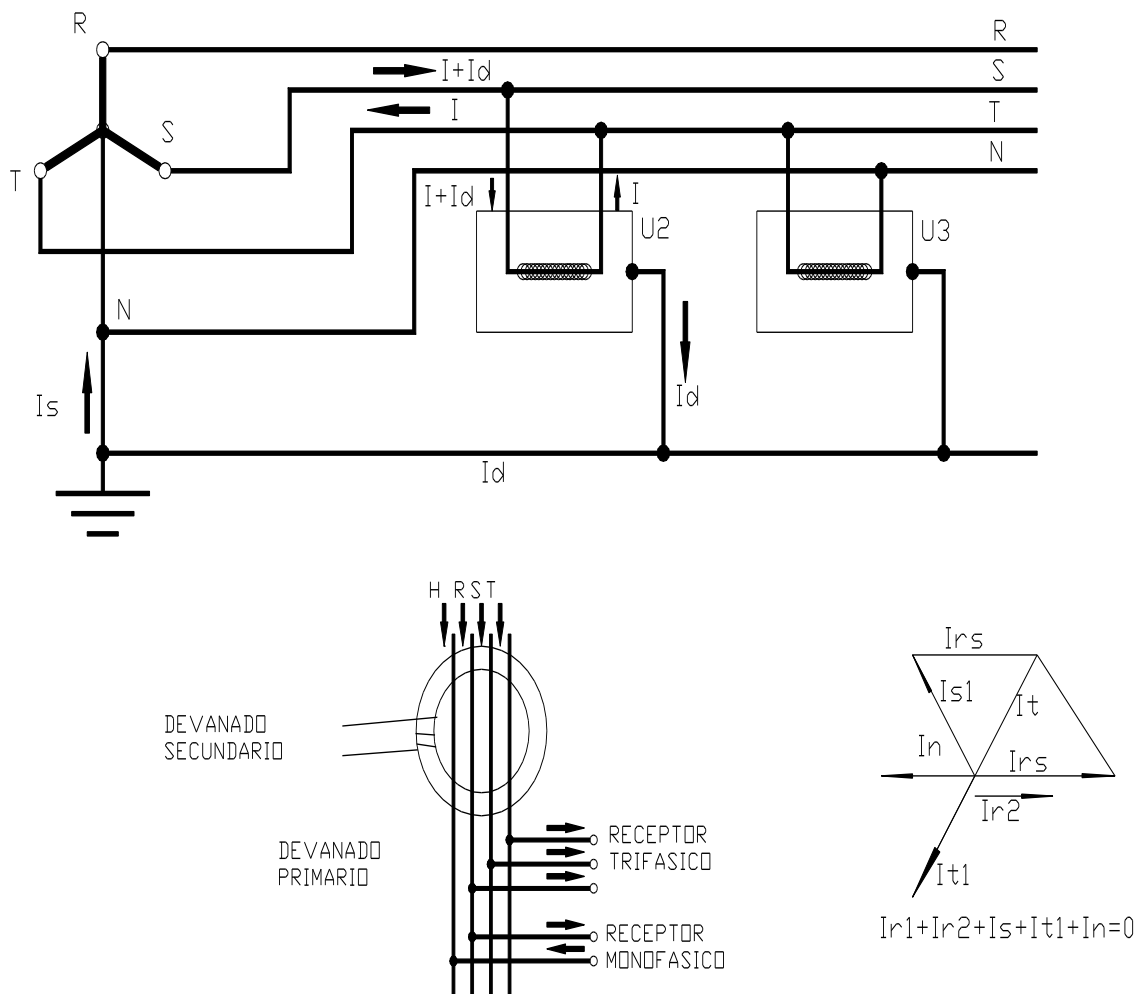 R
R
S
I+Id
I
T
S
N
T
I+Id
I
U2
U3
N
Is
Id
Id
H R S T
DEVANADO
SECUNDARIO
DEVANADO
PRIMARIO
RECEPTOR
TRIFASICO
RECEPTOR
MONOFASICO
Irs
Is1
It
In
Irs
Ir2
It1
Ir1+Ir2+Is+It1+In=0